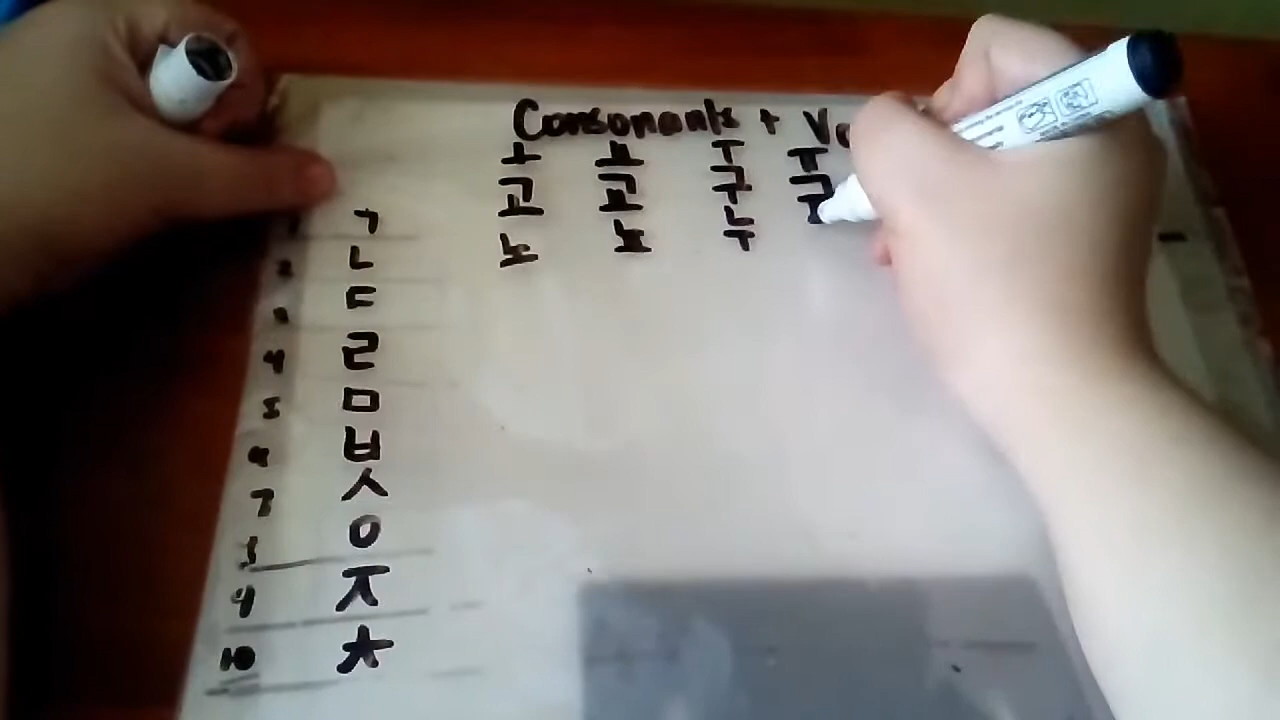 Consonants + Vo
ㅗ ㅛ ㅜ ㅠ
고 교 구 규
1 ㄱ
노 뇨 누
2 ㄴ
ㄷ
4 ㄹ
5 ㅁ
ㅂ
7 ㅅ
ㅇ
9 ㅈ
10 ㅊ